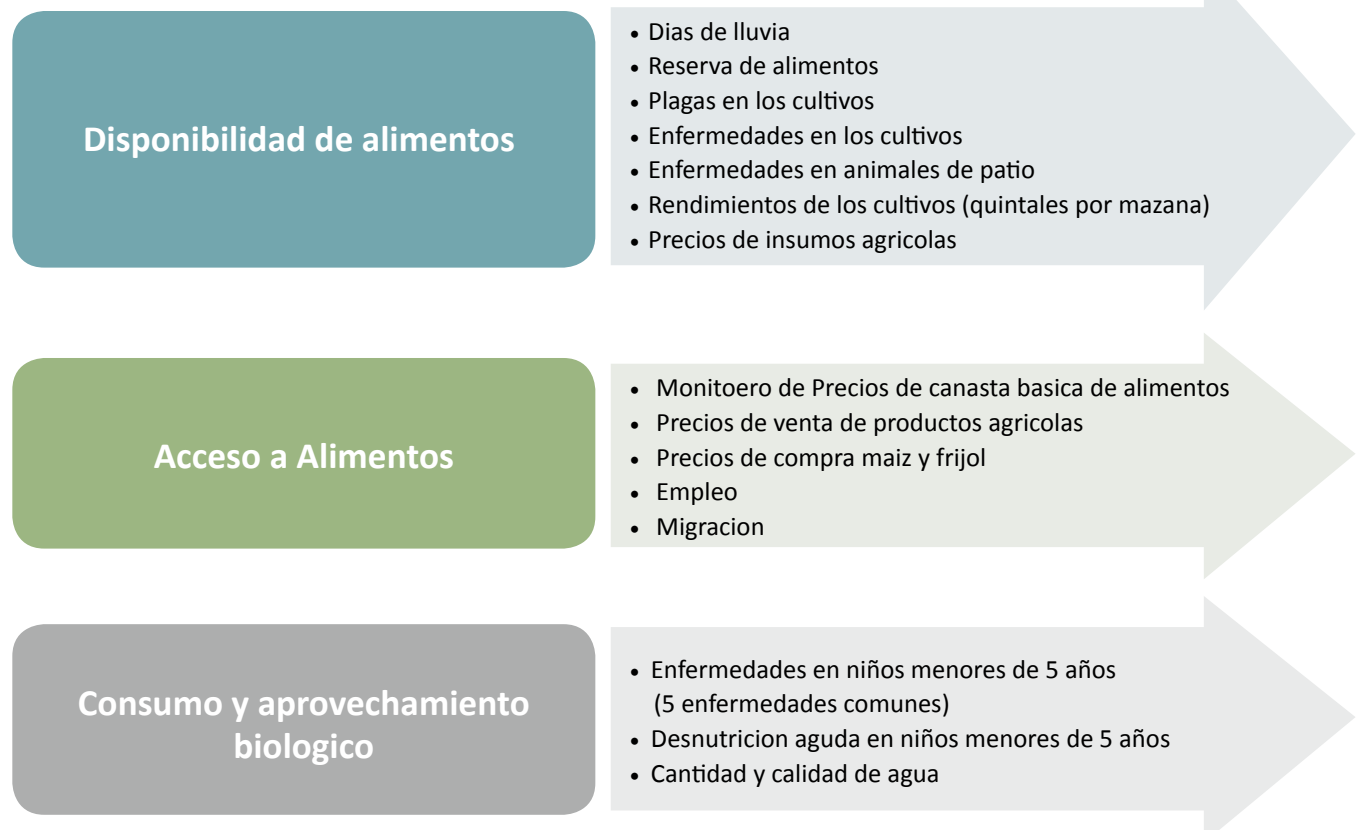 Disponibilidad de alimentos
• Dias de lluvia
• Reserva de alimentos
• Plagas en los cultivos
• Enfermedades en los cultivos
• Enfermedades en animales de patio
• Rendimientos de los cultivos (quintales por mazana)
• Precios de insumos agricolas
Acceso a Alimentos
• Monitoero de Precios de canasta basica de alimentos
• Precios de venta de productos agricolas
• Precios de compra maiz y frijol
• Empleo
• Migracion
Consumo y aprovechamiento
biologico
• Enfermedades en niños menores de 5 años
(5 enfermedades comunes)
• Desnutricion aguda en niños menores de 5 años
• Cantidad y calidad de agua